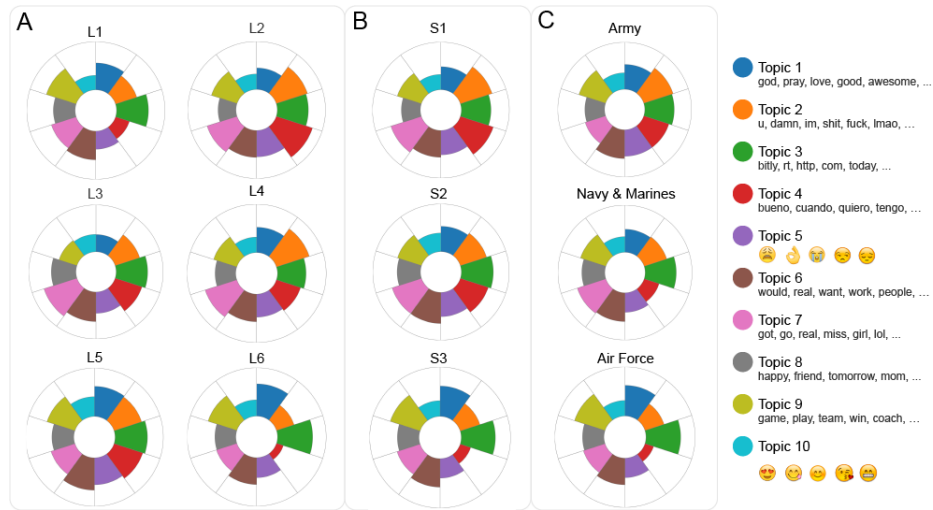 A
B
C
L1
L2
S1
Army
L3
L4
S2
Navy & Marines
L5
L6
S3
Air Force
Topic 1
god, pray, love, good, awesome, ...
Topic 2
u, damn, im, shit, fuck, lmao, ...
Topic 3
bitly, rt, http, com, today, ...
Topic 4
bueno, cuando, quiero, tengo, ...
Topic 5
😩 👌 😭 😒 😔
Topic 6
would, real, want, work, people, ...
Topic 7
got, go, real, miss, girl, lol, ...
Topic 8
happy, friend, tomorrow, mom, ...
Topic 9
game, play, team, win, coach, ...
Topic 10
😍 😋 😊 😘 😁